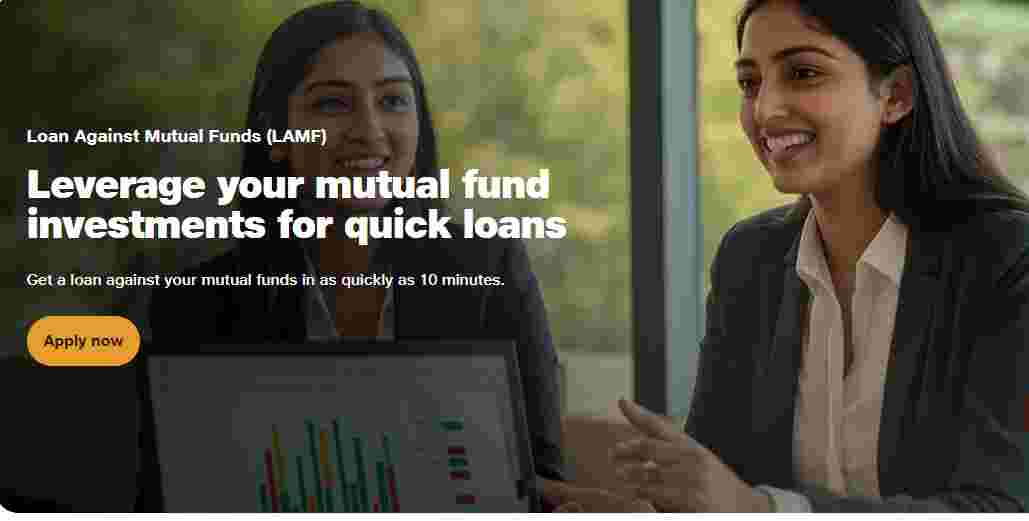 Loan Against Mutual Funds (LAMF)
Leverage your mutual fund
investments for quick loans
Get a loan against your mutual funds in as quickly as 10 minutes.
Apply now